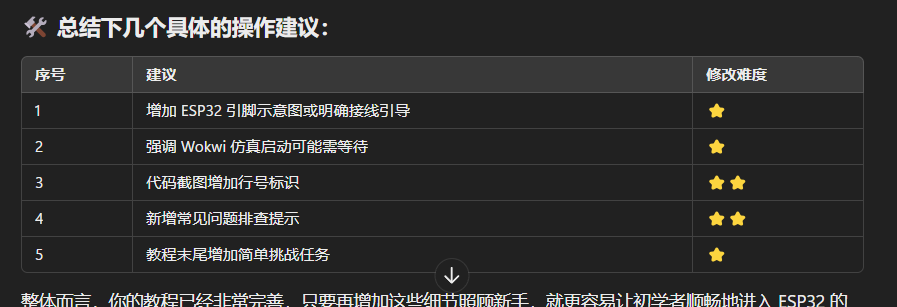 🛠 总结下几个具体的操作建议：
序号 建议 修改难度
1 增加 ESP32 引脚示意图或明确接线引导 ⭐
2 强调 Wokwi 仿真启动可能需等待 ⭐
3 代码截图增加行号标识 ⭐⭐
4 新增常见问题排查提示 ⭐⭐
5 教程末尾增加简单挑战任务 ⭐
整体而言，你的教程已经非常完善，只要再增加这些细节照顾新手，就更容易让初学者顺畅地进入 ESP32 的